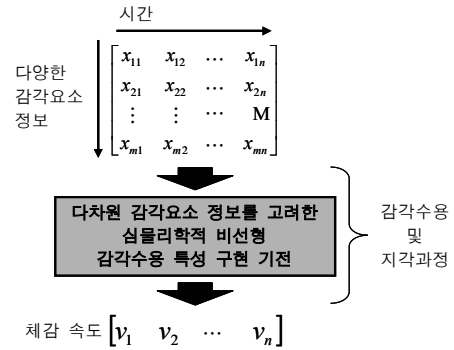 시간
다양한
감각요소
정보
x₁₁ x₁₂ ⋯ x₁ₙ
x₂₁ x₂₂ ⋯ x₂ₙ
⋮ ⋮ ⋯ M
xₘ₁ xₘ₂ ⋯ xₘₙ
다차원 감각요소 정보를 고려한
심물리학적 비선형
감각수용 특성 구현 기전
감각수용
및
지각과정
체감 속도 [v₁ v₂ ⋯ vₙ]